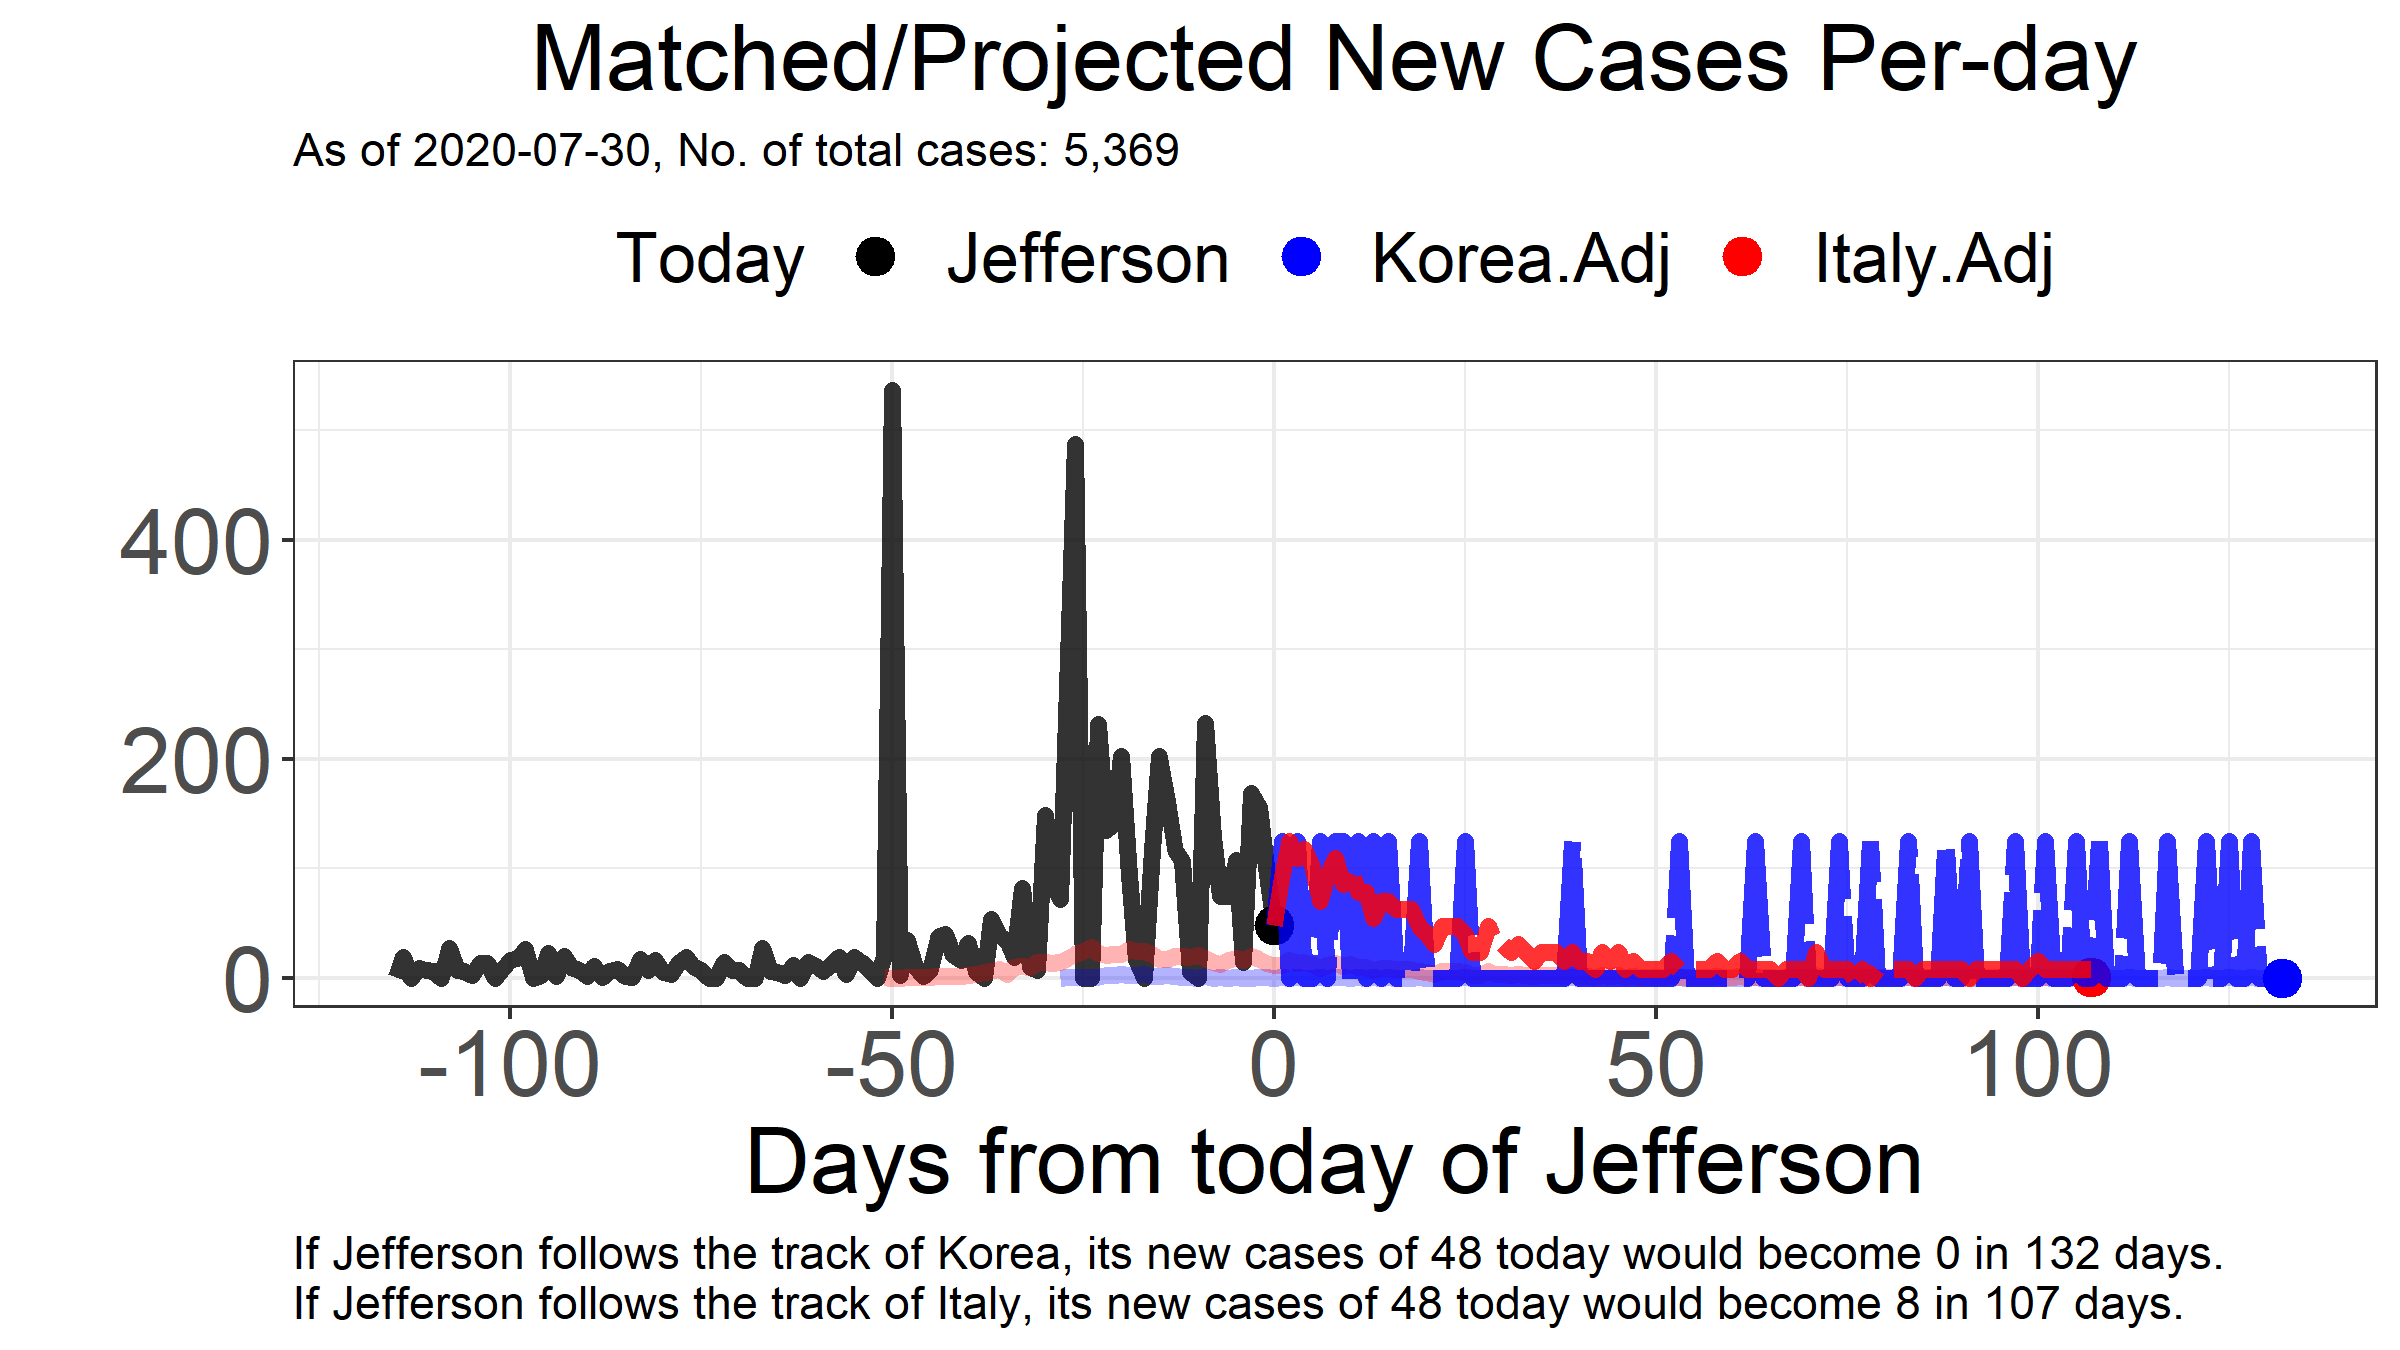 Matched/Projected New Cases Per-day
As of 2020-07-30, No. of total cases: 5,369
Today Jefferson Korea.Adj Italy.Adj
400
200
0
-100 -50 0 50 100
Days from today of Jefferson
If Jefferson follows the track of Korea, its new cases of 48 today would become 0 in 132 days.
If Jefferson follows the track of Italy, its new cases of 48 today would become 8 in 107 days.